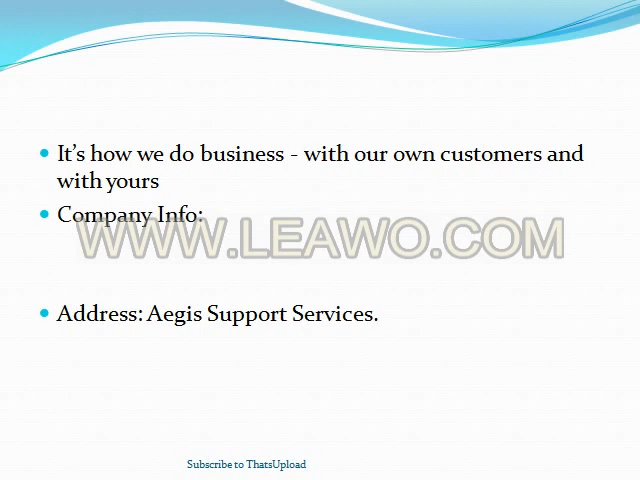 It's how we do business - with our own customers and
with yours
Company Info:
WWW.LEAWO.COM
Address: Aegis Support Services.
Subscribe to ThatsUpload